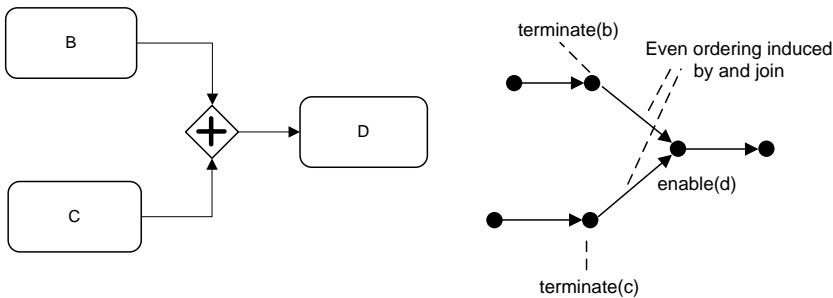 B
C
D
terminate(b)
Even ordering induced
by and join
enable(d)
terminate(c)